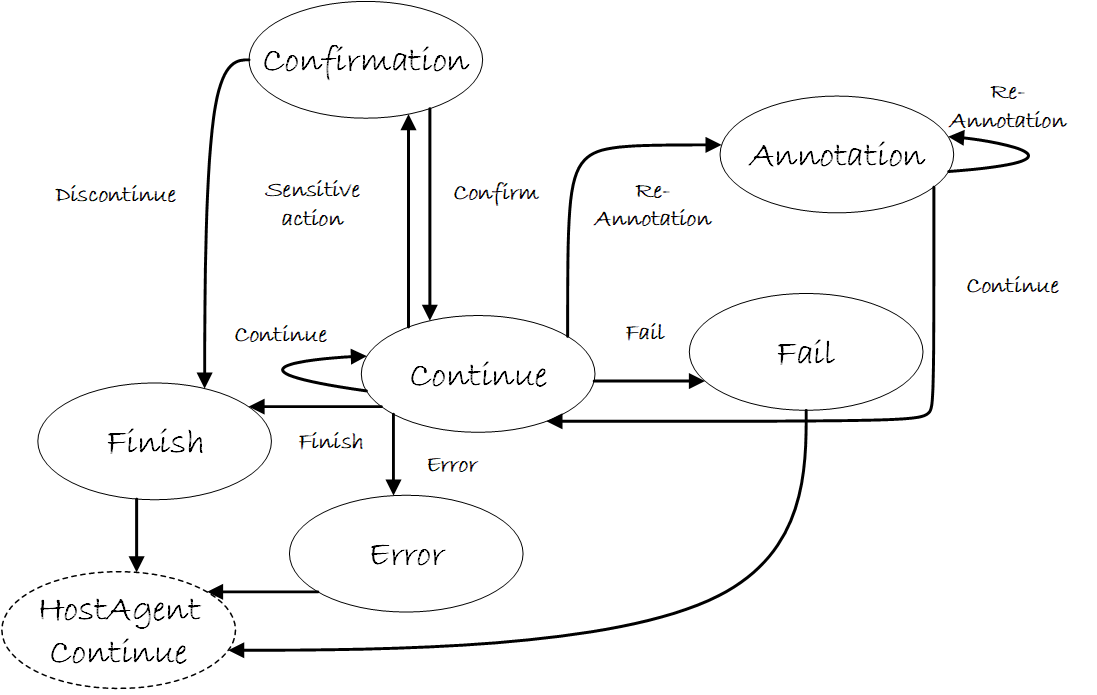 Confirmation
Re-
Annotation
Annotation
Discontinue
Sensitive
action
Confirm
Re-
Annotation
Continue
Continue
Fail
Fail
Continue
Finish
Finish
Error
Error
HostAgent
Continue